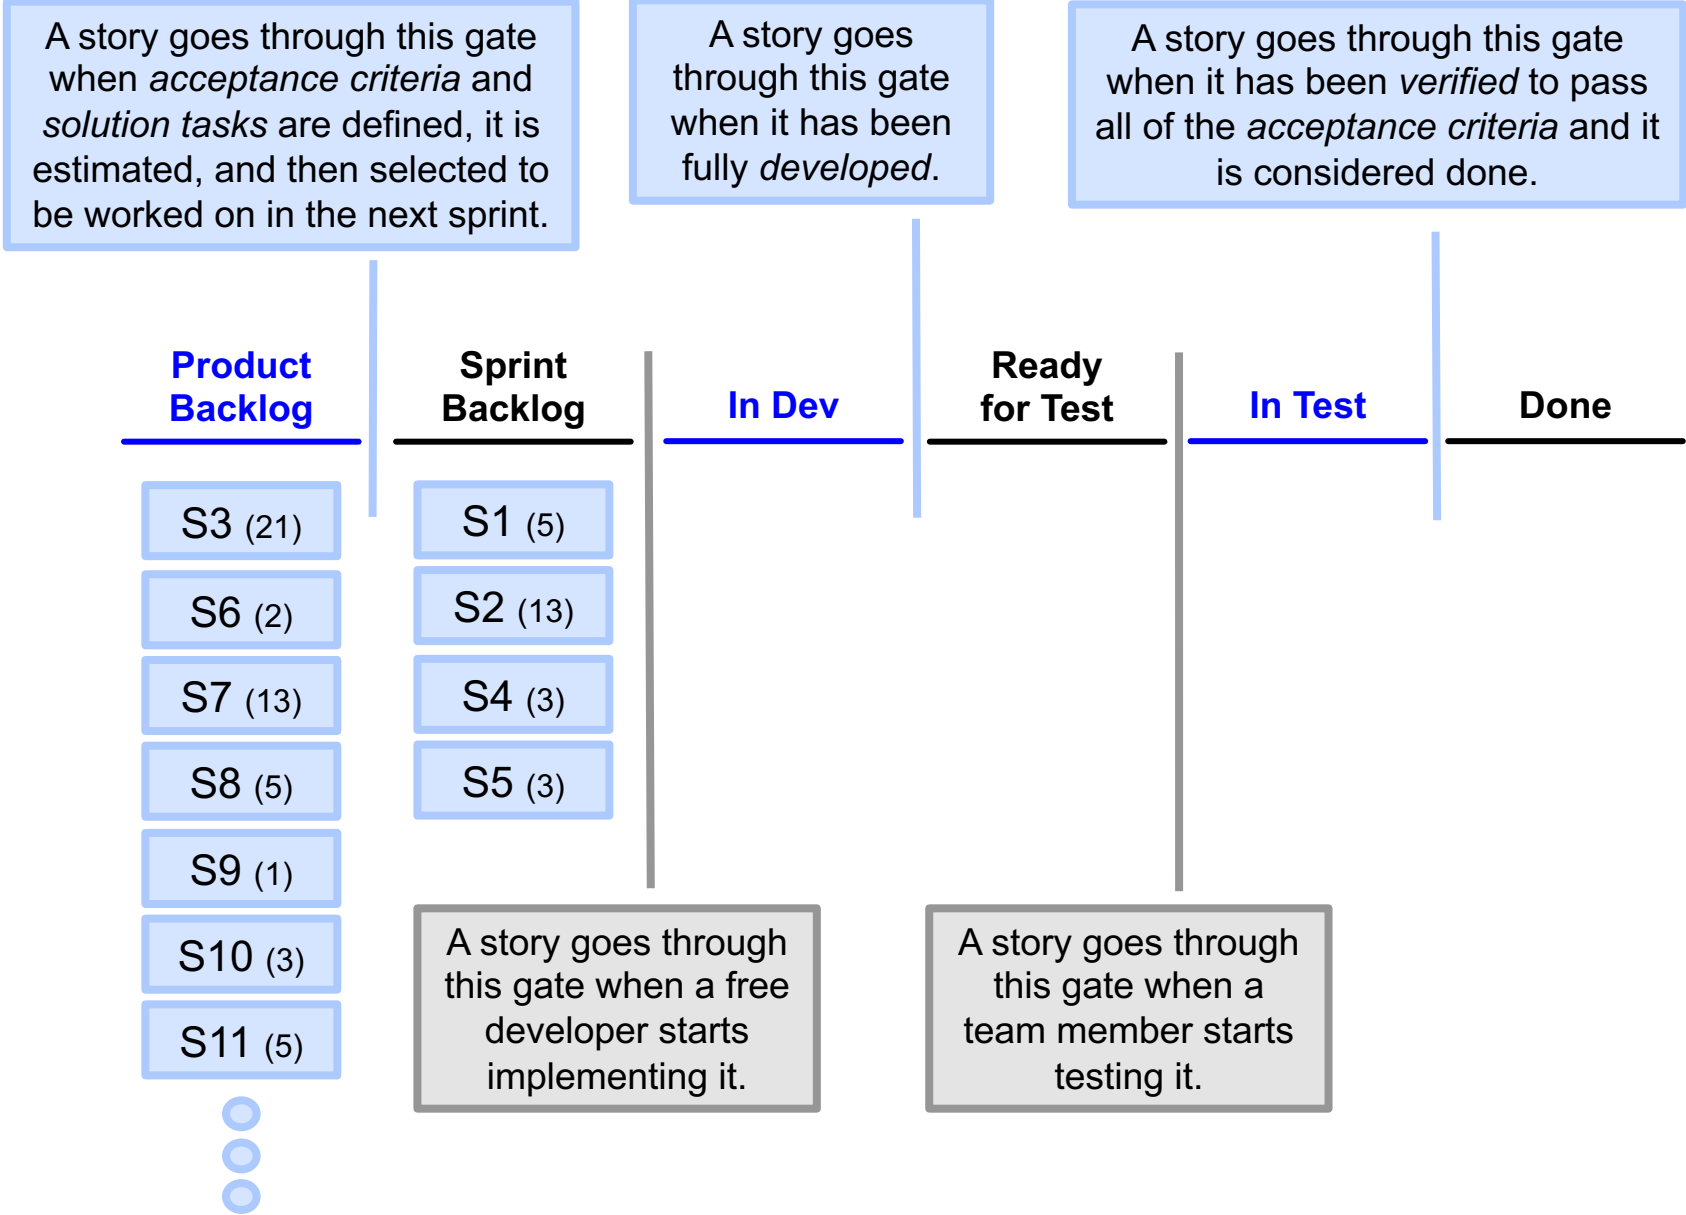 A story goes through this gate
when acceptance criteria and
solution tasks are defined, it is
estimated, and then selected to
be worked on in the next sprint.
A story goes
through this gate
when it has been
fully developed.
A story goes through this gate
when it has been verified to pass
all of the acceptance criteria and it
is considered done.
Product
Backlog
Sprint
Backlog
In Dev
Ready
for Test
In Test
Done
S3 (21)
S6 (2)
S7 (13)
S8 (5)
S9 (1)
S10 (3)
S11 (5)
S1 (5)
S2 (13)
S4 (3)
S5 (3)
A story goes through
this gate when a free
developer starts
implementing it.
A story goes through
this gate when a
team member starts
testing it.